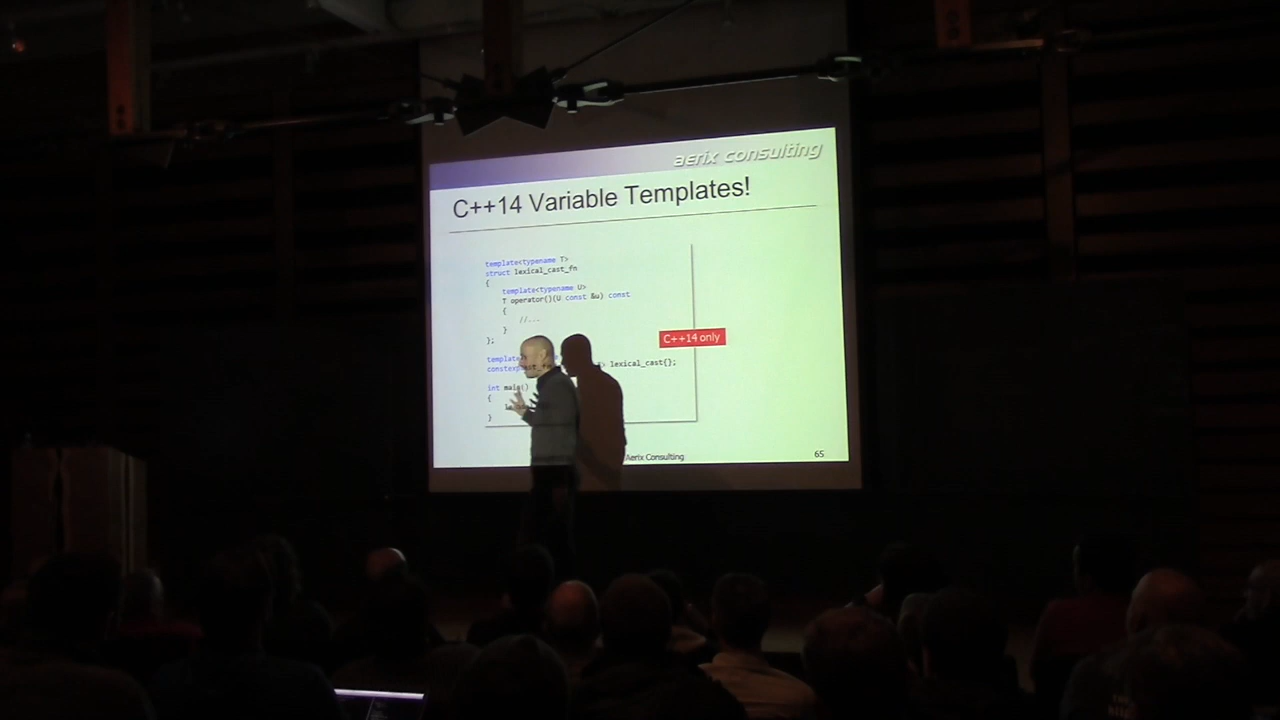 aerix consulting
C++14 Variable Templates!
template<typename T>
struct lexical_cast_fn
{
template<typename U>
T operator()(U const &u) const
{
//...
}
};
C++14 only
T> lexical_cast{};
int main()
{
}
Aerix Consulting
65